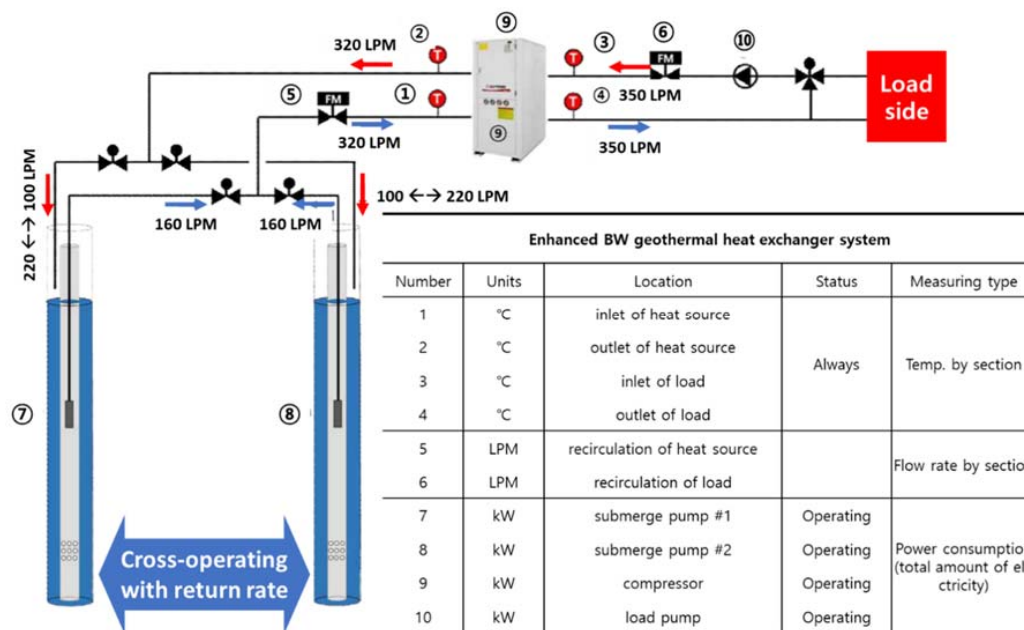 ②
⑨
③
⑥
⑩
320 LPM
T
T
FM
350 LPM
Load
side
⑤
FM
①
T
T
④
320 LPM
⑨
350 LPM
220 ←→ 100 LPM
160 LPM
160 LPM
100 ←→ 220 LPM
⑦
⑧
Cross-operating
with return rate
Enhanced BW geothermal heat exchanger system
Number Units Location Status Measuring type
1 ℃ inlet of heat source
2 ℃ outlet of heat source
Always Temp. by section
3 ℃ inlet of load
4 ℃ outlet of load
5 LPM recirculation of heat source
Flow rate by sectio
6 LPM recirculation of load
7 kW submerge pump #1 Operating
8 kW submerge pump #2 Operating
Power consumptio
(total amount of el
ctricity)
9 kW compressor Operating
10 kW load pump Operating